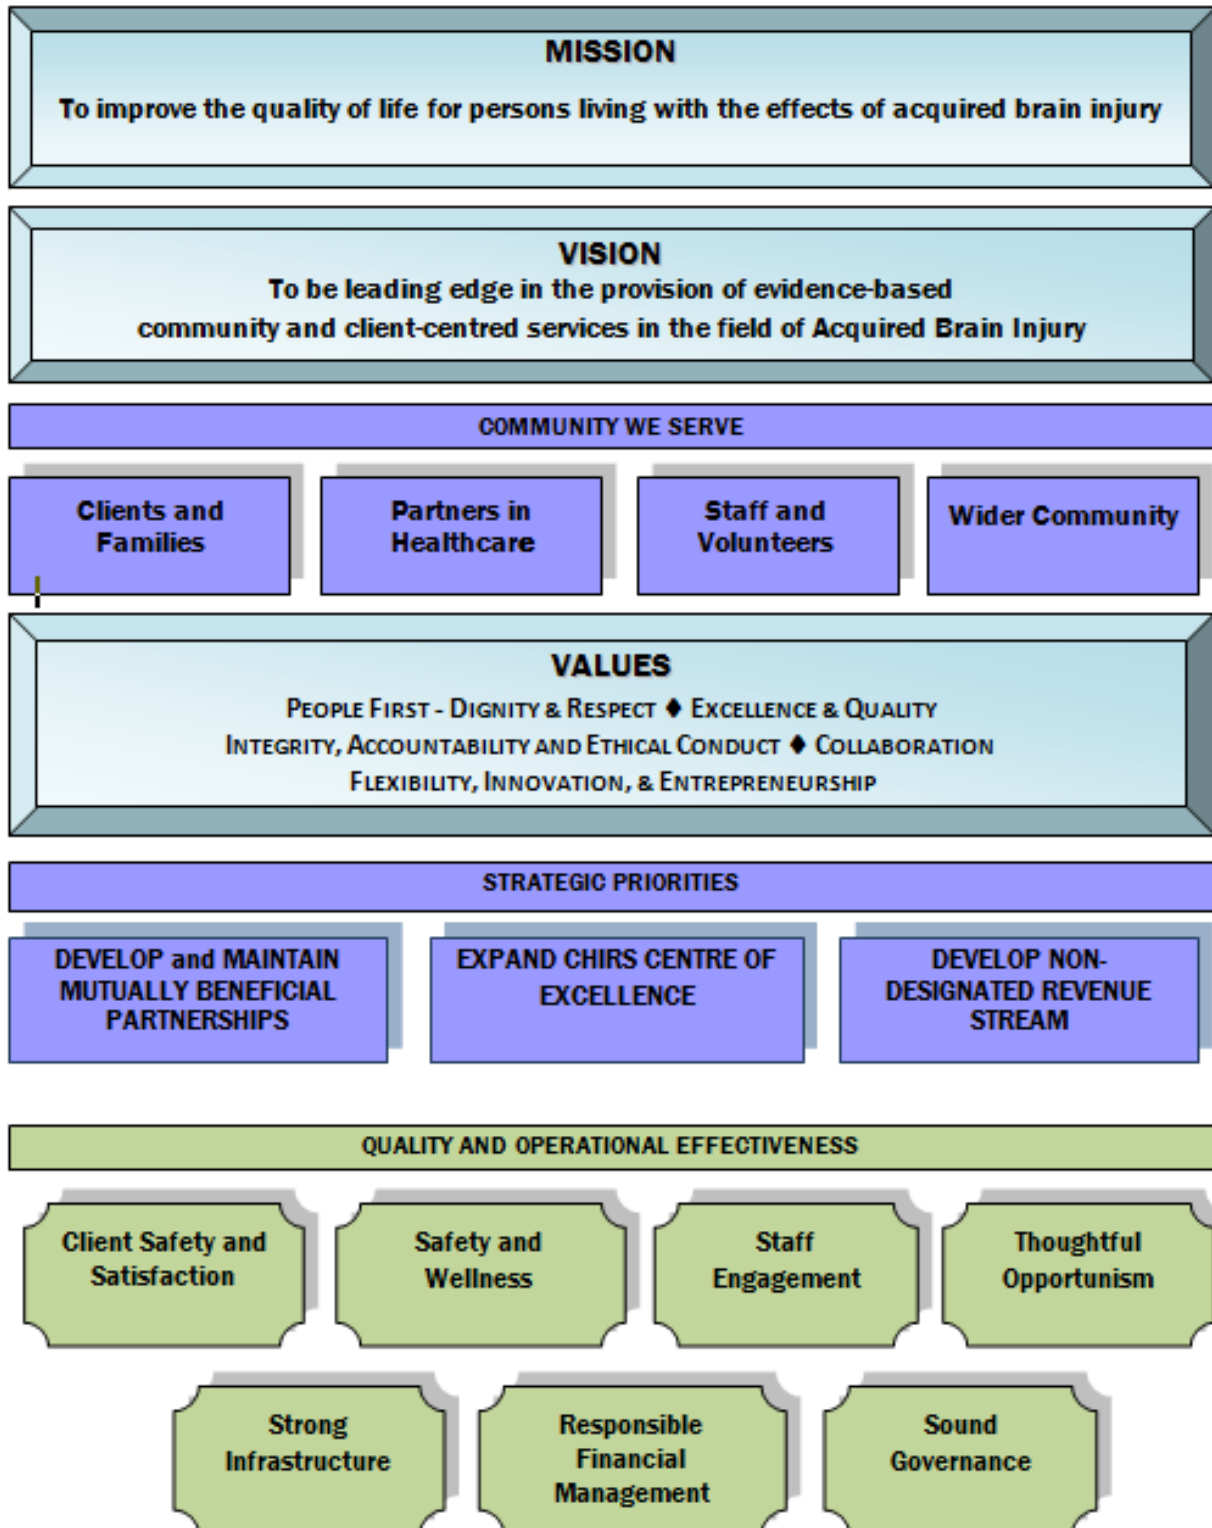 MISSION
To improve the quality of life for persons living with the effects of acquired brain injury
VISION
To be leading edge in the provision of evidence-based
community and client-centred services in the field of Acquired Brain Injury
COMMUNITY WE SERVE
Clients and
Families
Partners in
Healthcare
Staff and
Volunteers
Wider Community
VALUES
PEOPLE FIRST - DIGNITY & RESPECT ♦ EXCELLENCE & QUALITY
INTEGRITY, ACCOUNTABILITY AND ETHICAL CONDUCT ♦ COLLABORATION
FLEXIBILITY, INNOVATION, & ENTREPRENEURSHIP
STRATEGIC PRIORITIES
DEVELOP and MAINTAIN
MUTUALLY BENEFICIAL
PARTNERSHIPS
EXPAND CHIRS CENTRE OF
EXCELLENCE
DEVELOP NON-
DESIGNATED REVENUE
STREAM
QUALITY AND OPERATIONAL EFFECTIVENESS
Client Safety and
Satisfaction
Safety and
Wellness
Staff
Engagement
Thoughtful
Opportunism
Strong
Infrastructure
Responsible
Financial
Management
Sound
Governance